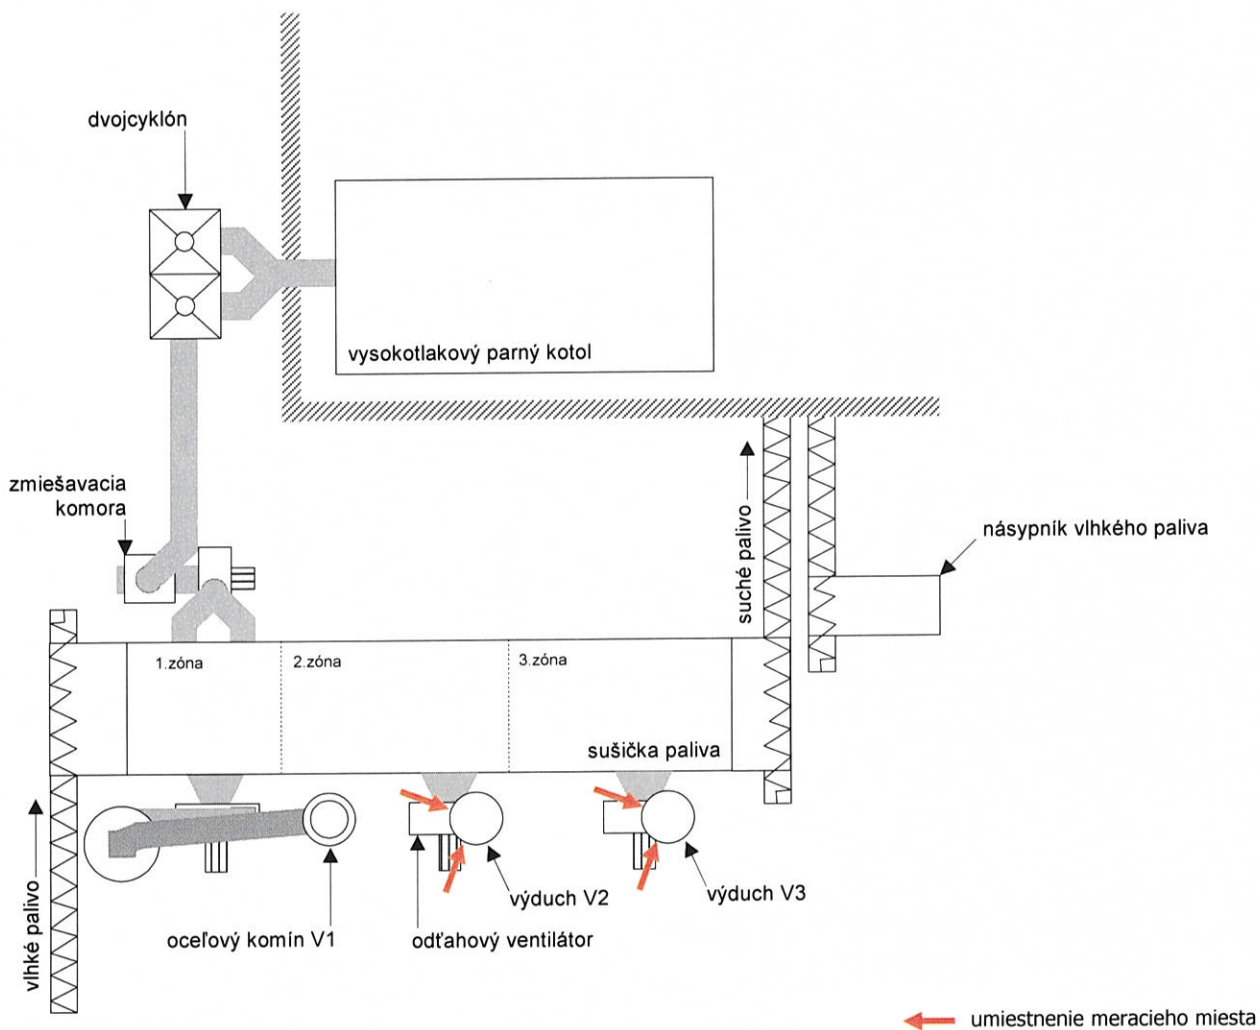 dvojcyklón
vysokotlakový parný kotol
zmiešavacia
komora
suché palivo
násypník vlhkého paliva
1.zóna
2.zóna
3.zóna
sušička paliva
vlhké palivo
oceľový komín V1
odťahový ventilátor
výduch V2
výduch V3
umiestnenie meracieho miesta